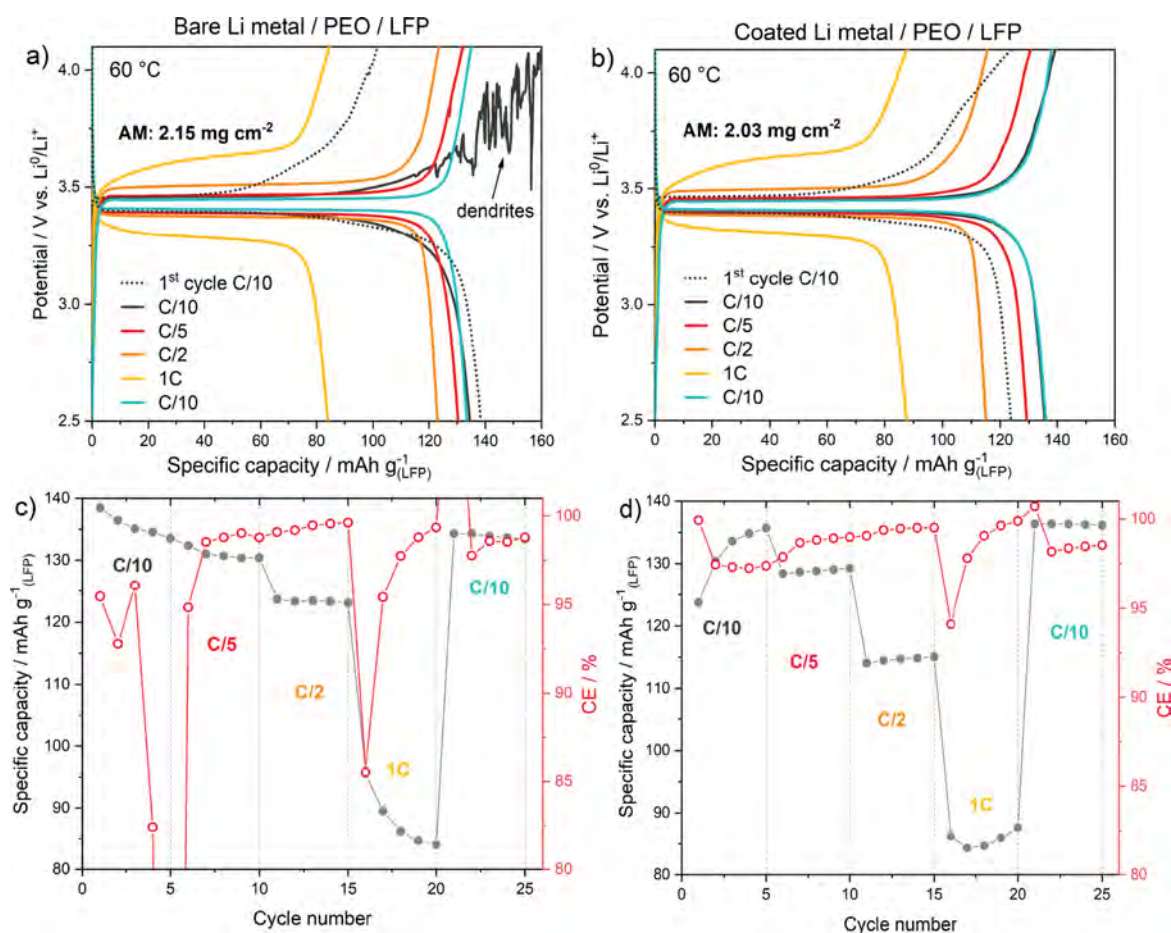 Bare Li metal / PEO / LFP
a)
60 °C
AM: 2.15 mg cm⁻²
dendrites
1ˢᵗ cycle C/10
C/10
C/5
C/2
1C
C/10
Potential / V vs. Li⁰/Li⁺
4.0
3.5
3.0
2.5
0 20 40 60 80 100 120 140 160
Specific capacity / mAh g⁻¹(LFP)
Coated Li metal / PEO / LFP
b)
60 °C
AM: 2.03 mg cm⁻²
1ˢᵗ cycle C/10
C/10
C/5
C/2
1C
C/10
Potential / V vs. Li⁰/Li⁺
4.0
3.5
3.0
2.5
0 20 40 60 80 100 120 140 160
Specific capacity / mAh g⁻¹(LFP)
c)
C/10
C/5
C/2
1C
C/10
Specific capacity / mAh g⁻¹(LFP)
140
130
120
110
100
90
80
100
95
90
85
80
CE / %
0 5 10 15 20 25
Cycle number
d)
C/10
C/5
C/2
1C
C/10
Specific capacity / mAh g⁻¹(LFP)
140
130
120
110
100
90
80
100
95
90
85
80
CE / %
0 5 10 15 20 25
Cycle number